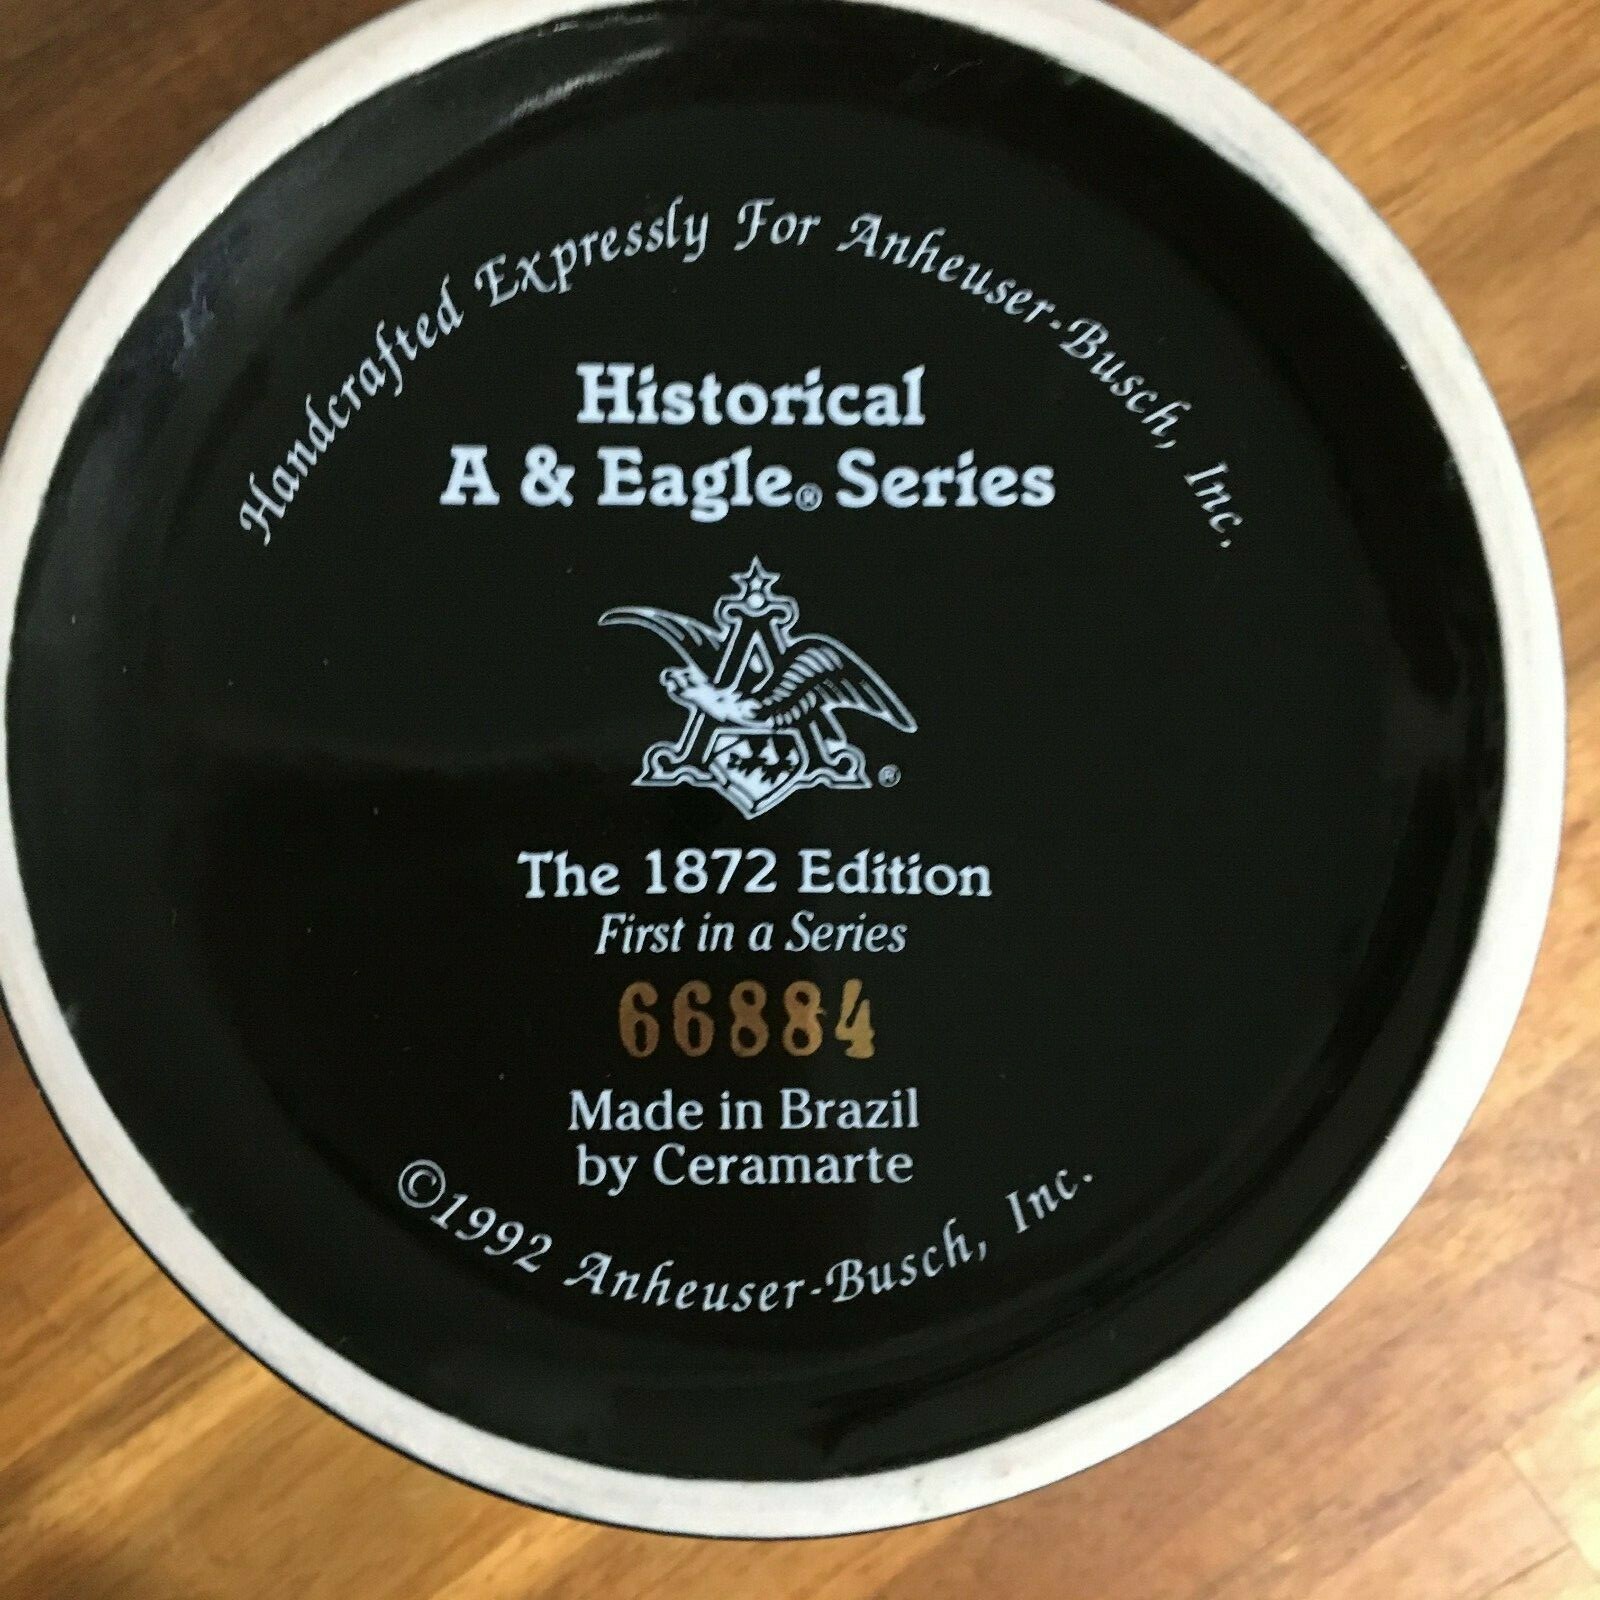 Handcrafted Expressly For Anheuser-Busch, Inc.
Historical
A & Eagle® Series
A
®
The 1872 Edition
First in a Series
66884
Made in Brazil
by Ceramarte
©1992 Anheuser-Busch, Inc.